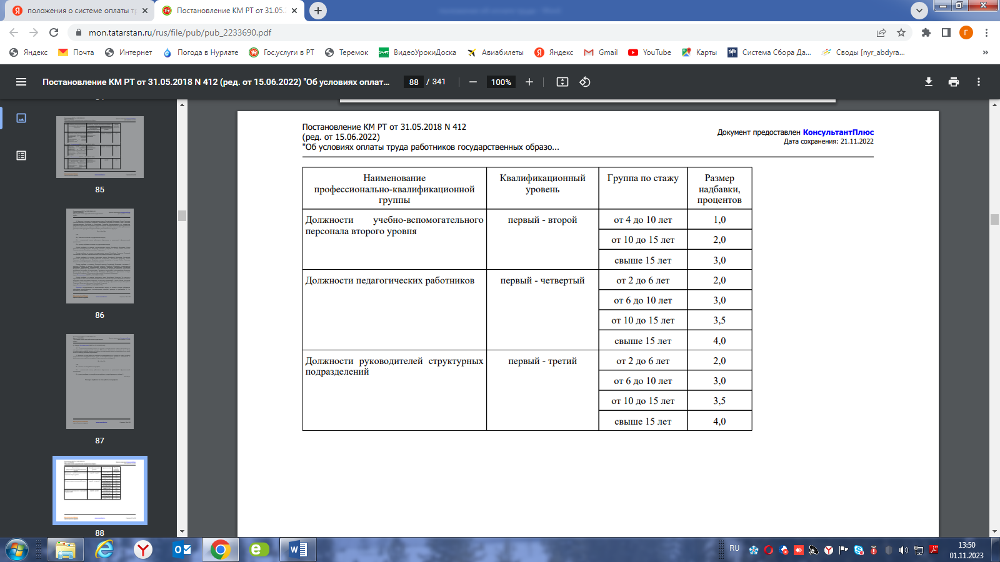 положения о системе оплаты тр
Постановление КМ РТ от 31.05.
mon.tatarstan.ru/rus/file/pub/pub_2233690.pdf
Г
Яндекс Почта Интернет Погода в Нурлате Гос.услуги в РТ Теремок ВидеоУрокиДоска Авиабилеты Яндекс Gmail YouTube Карты Система Сбора Да... Своды [nyr_abdyra... »
Постановление КМ РТ от 31.05.2018 N 412 (ред. от 15.06.2022) "Об условиях оплат... 88 / 341 — 100% +
85
86
87
88
Постановление КМ РТ от 31.05.2018 N 412
(ред. от 15.06.2022)
"Об условиях оплаты труда работников государственных образо...
Документ предоставлен КонсультантПлюс
Дата сохранения: 21.11.2022
Наименование профессионально-квалификационной группы
Квалификационный уровень
Группа по стажу
Размер надбавки, процентов
Должности учебно-вспомогательного персонала второго уровня
первый - второй
от 4 до 10 лет 1,0
от 10 до 15 лет 2,0
свыше 15 лет 3,0
Должности педагогических работников
первый - четвертый
от 2 до 6 лет 2,0
от 6 до 10 лет 3,0
от 10 до 15 лет 3,5
свыше 15 лет 4,0
Должности руководителей структурных подразделений
первый - третий
от 2 до 6 лет 2,0
от 6 до 10 лет 3,0
от 10 до 15 лет 3,5
свыше 15 лет 4,0
RU
13:50
01.11.2023